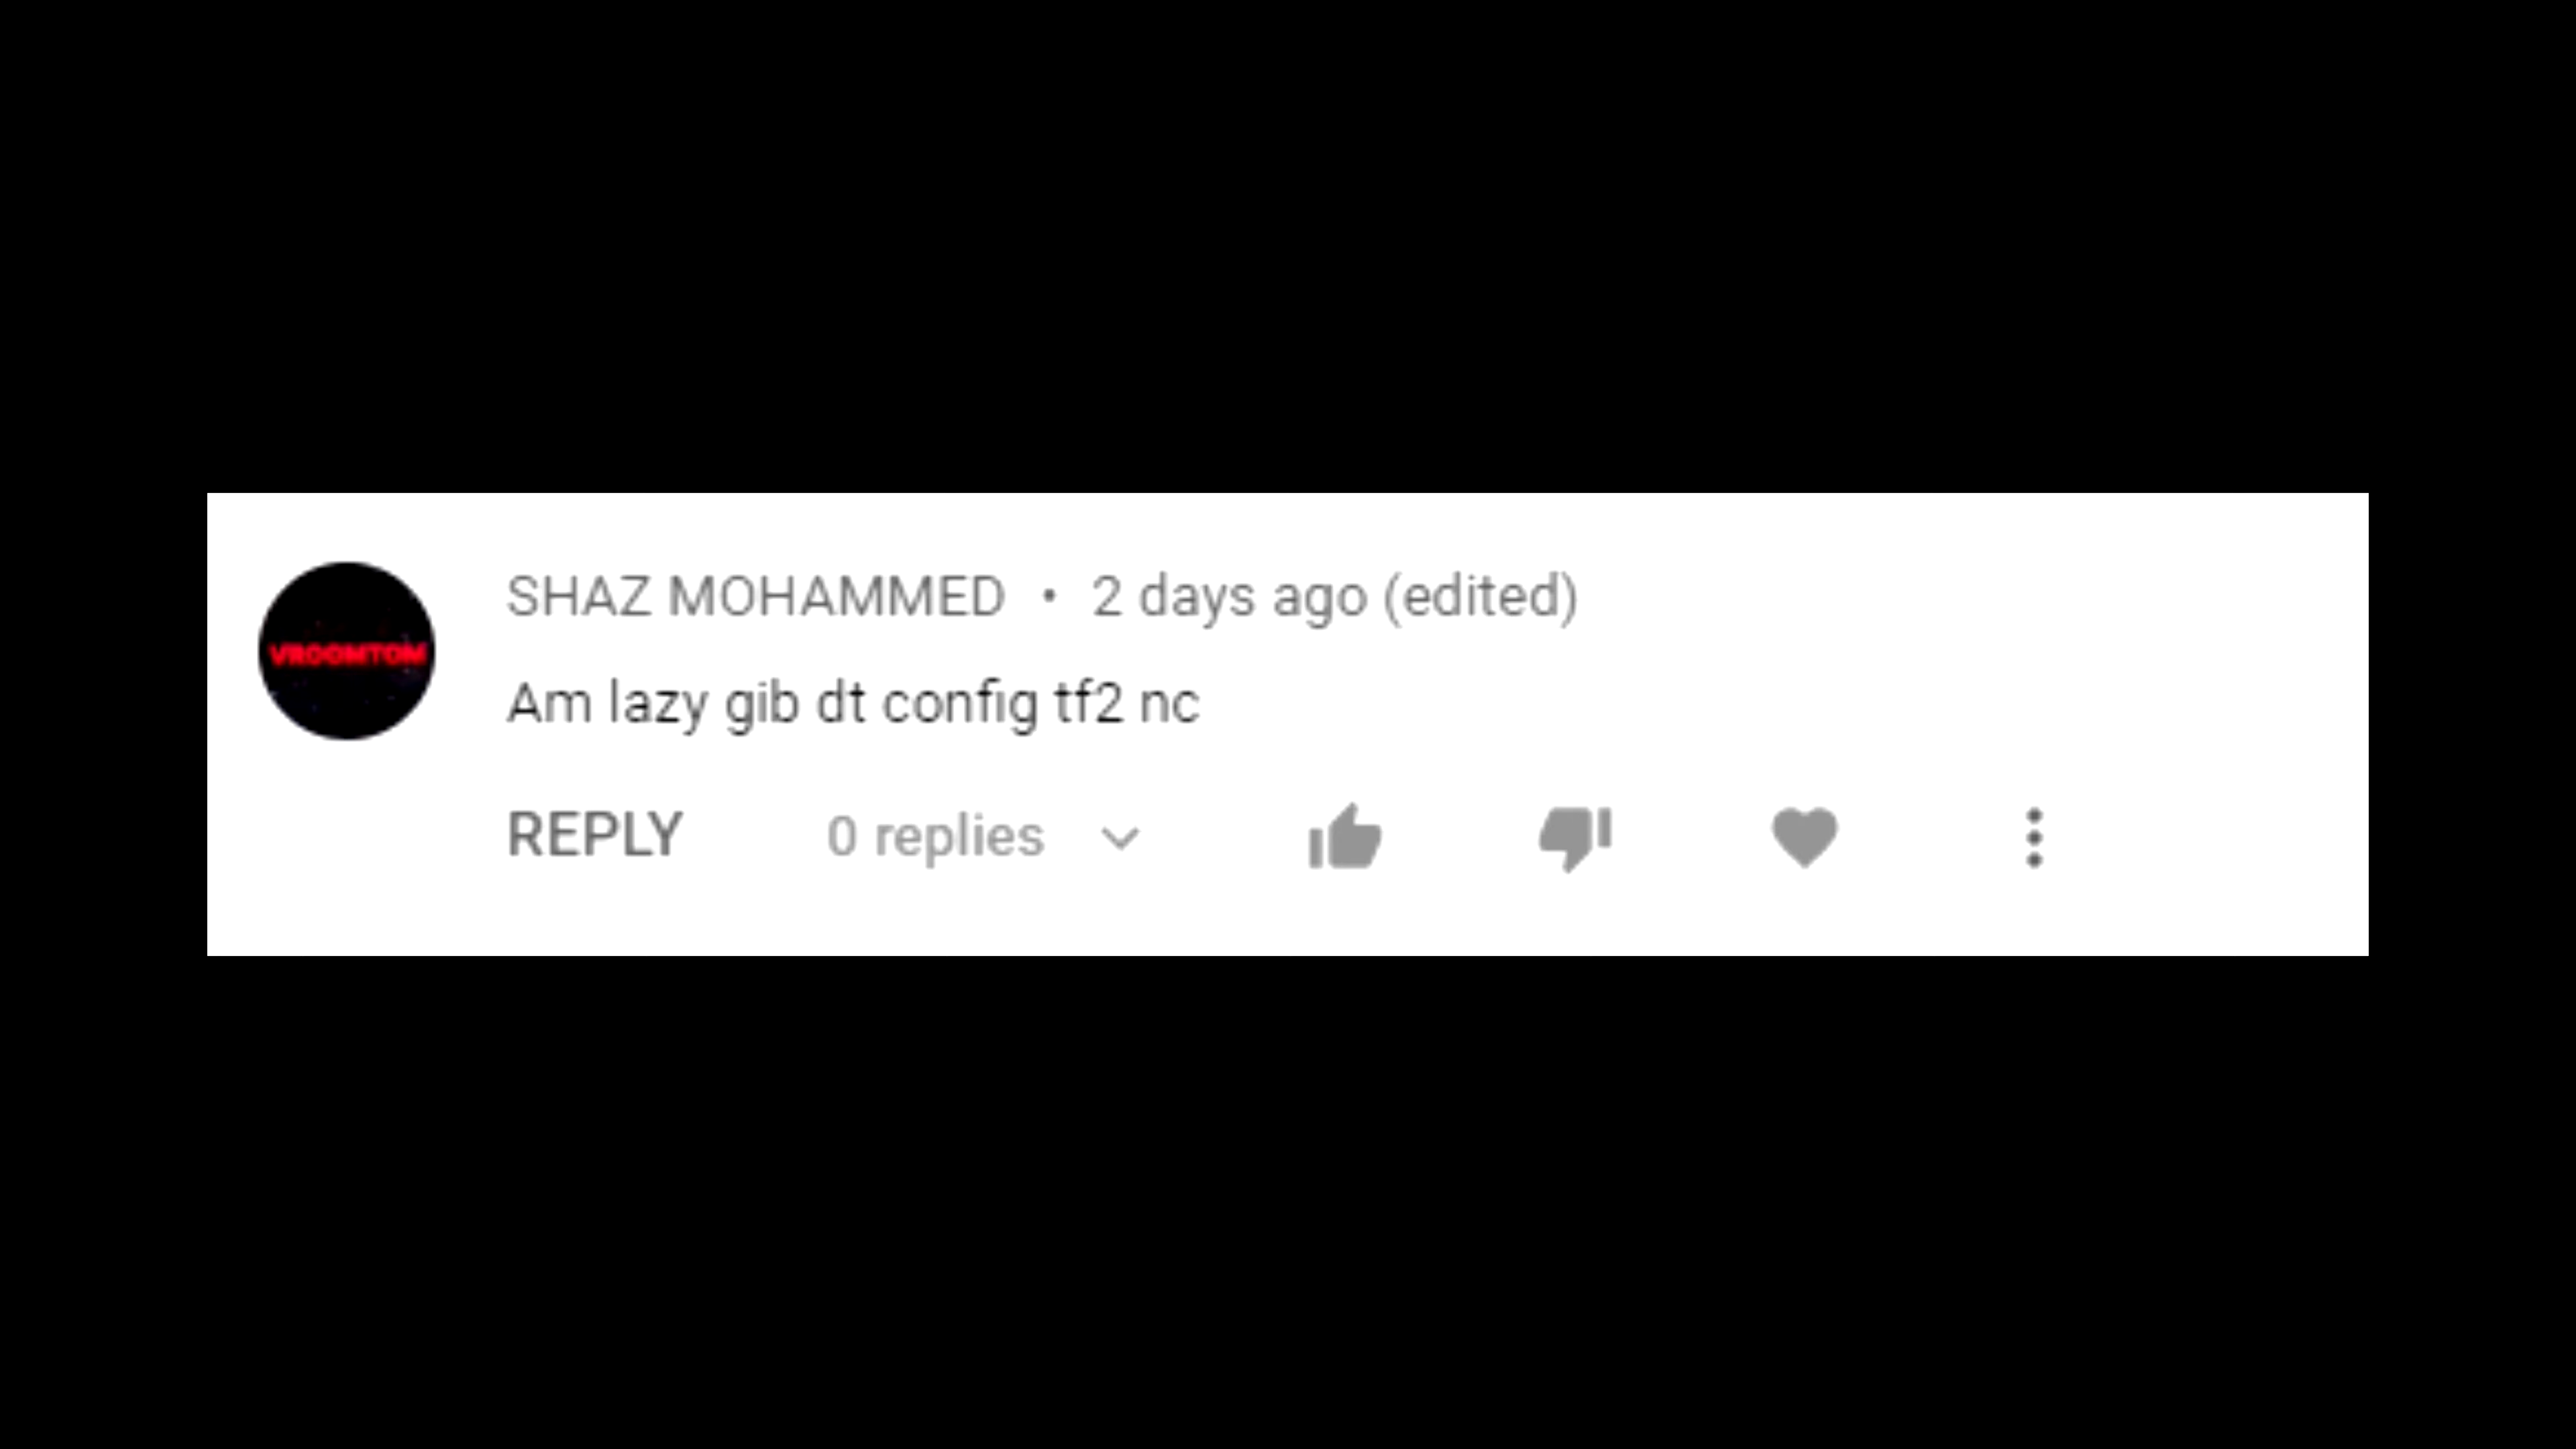 SHAZ MOHAMMED • 2 days ago (edited)
VROOMTOM
Am lazy gib dt config tf2 nc
REPLY 0 replies